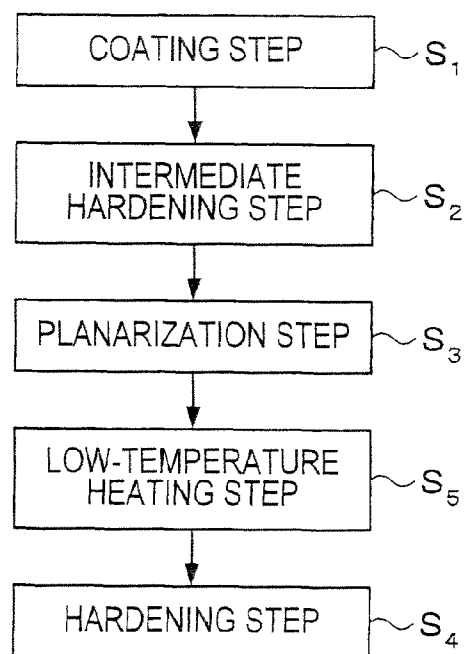 COATING STEP S1
INTERMEDIATE
HARDENING STEP S2
PLANARIZATION STEP S3
LOW-TEMPERATURE
HEATING STEP S5
HARDENING STEP S4